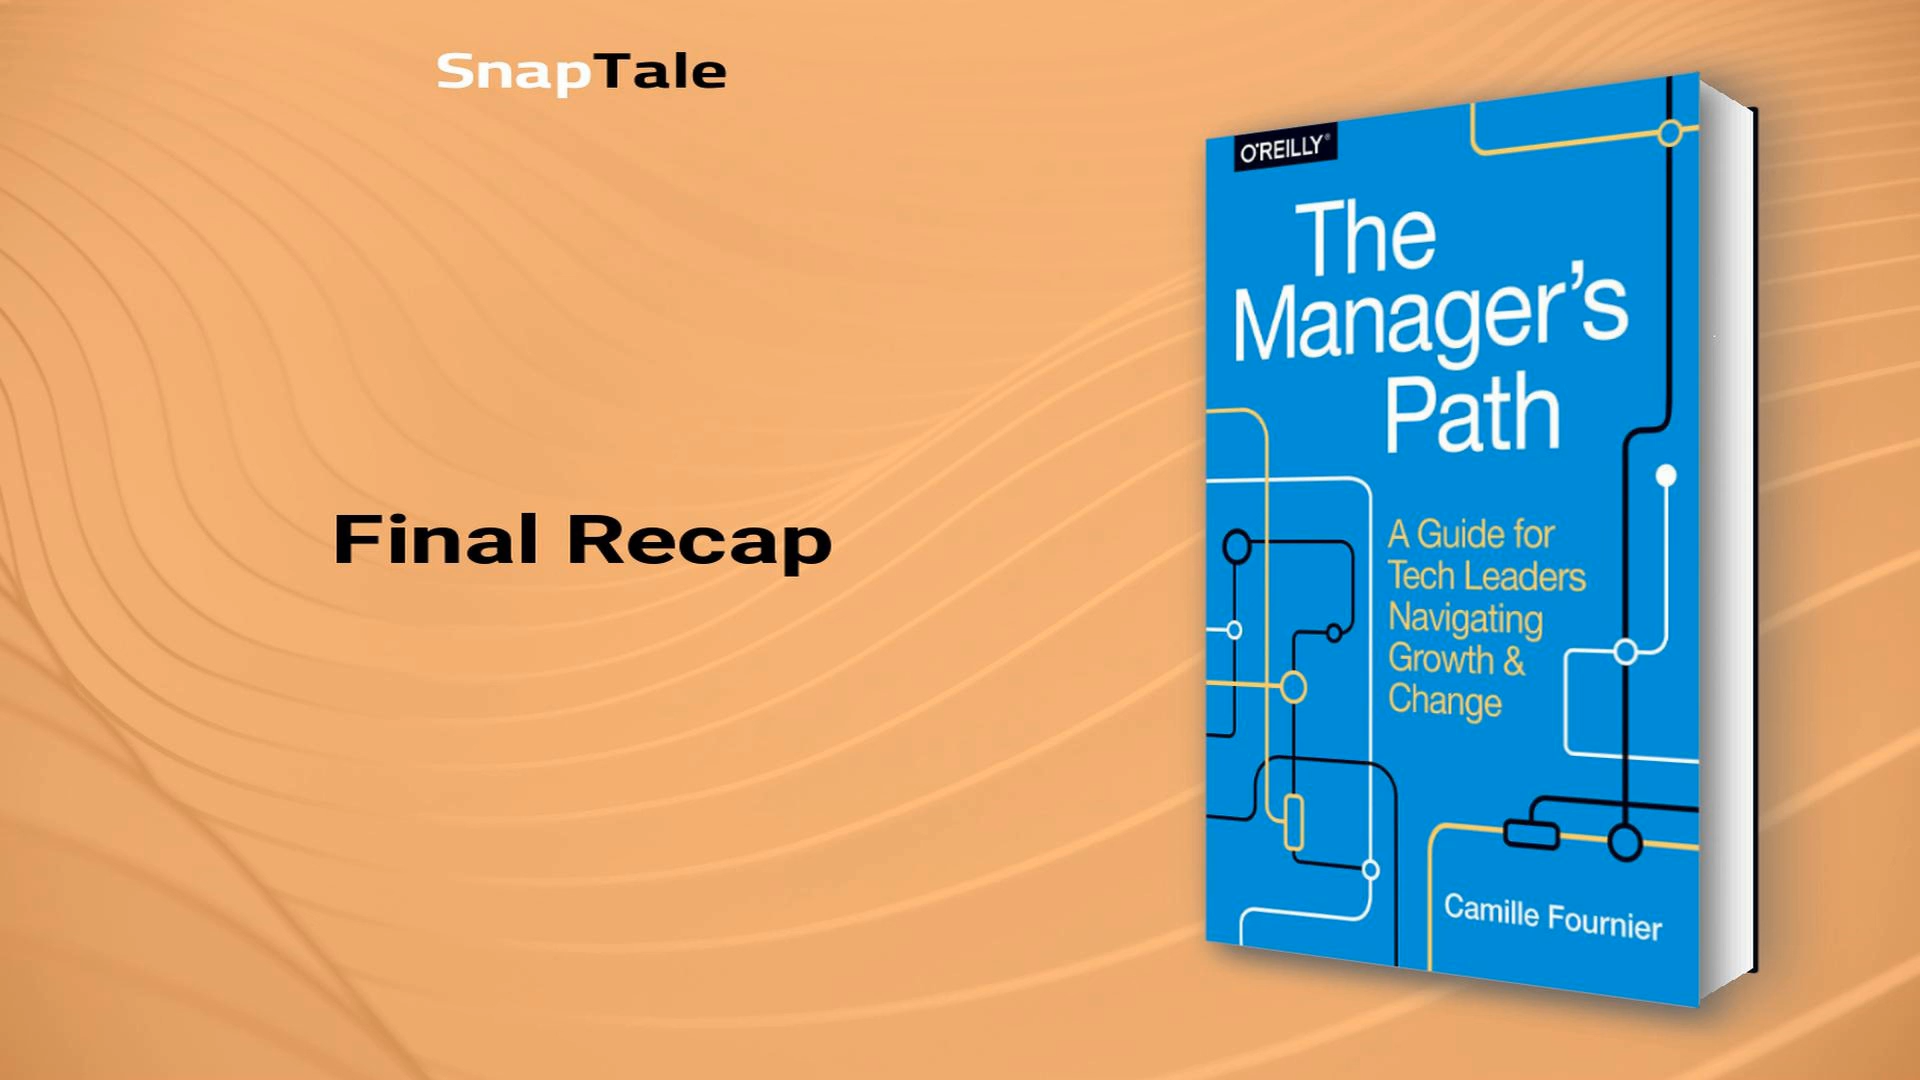 SnapTale
Final Recap
O'REILLY®
The
Manager's
Path
A Guide for
Tech Leaders
Navigating
Growth &
Change
Camille Fournier